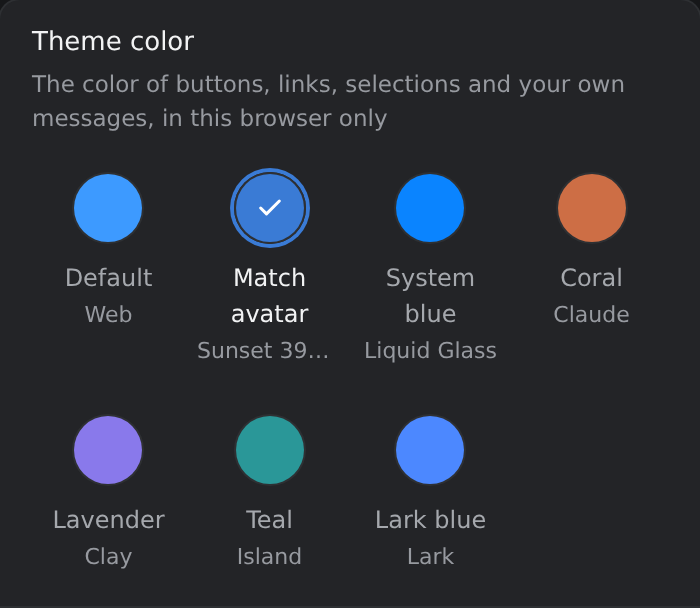 Theme color
The color of buttons, links, selections and your own
messages, in this browser only
Default
Web
Match
avatar
Sunset 39…
System
blue
Liquid Glass
Coral
Claude
Lavender
Clay
Teal
Island
Lark blue
Lark